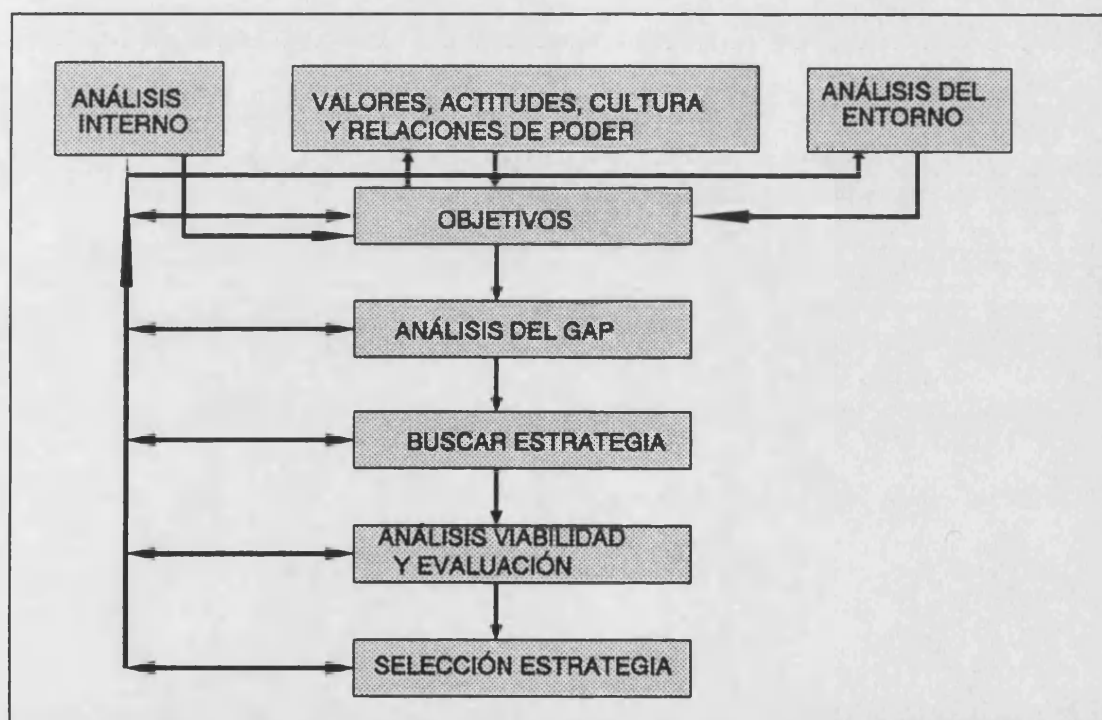 ANÁLISIS
INTERNO
VALORES, ACTITUDES, CULTURA
Y RELACIONES DE PODER
ANÁLISIS DEL
ENTORNO
OBJETIVOS
ANÁLISIS DEL GAP
BUSCAR ESTRATEGIA
ANÁLISIS VIABILIDAD
Y EVALUACIÓN
SELECCIÓN ESTRATEGIA